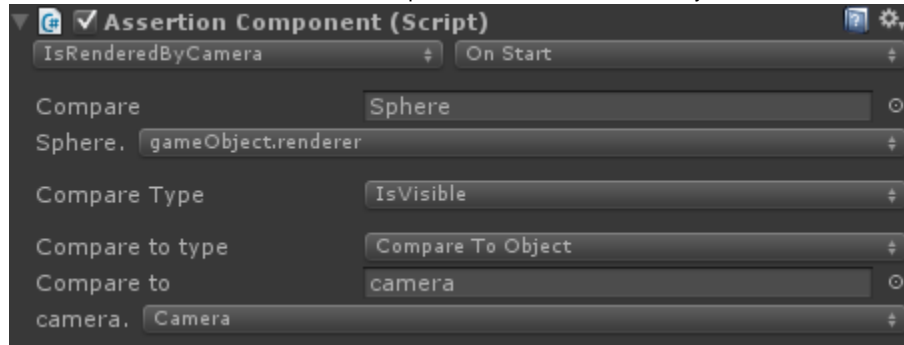 Assertion Component (Script)
IsRenderedByCamera On Start
Compare Sphere
Sphere. gameObject.renderer
Compare Type IsVisible
Compare to type Compare To Object
Compare to camera
camera. Camera